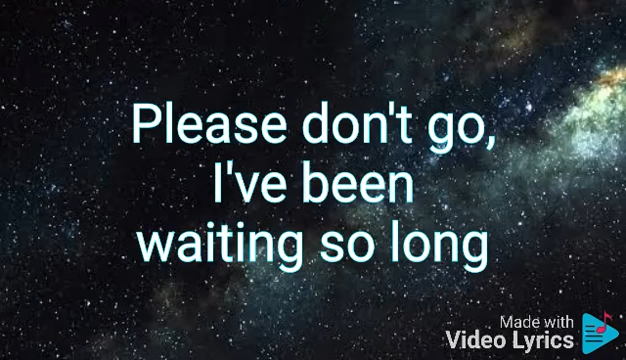 Please don't go,
I've been
waiting so long
Made with
Video Lyrics